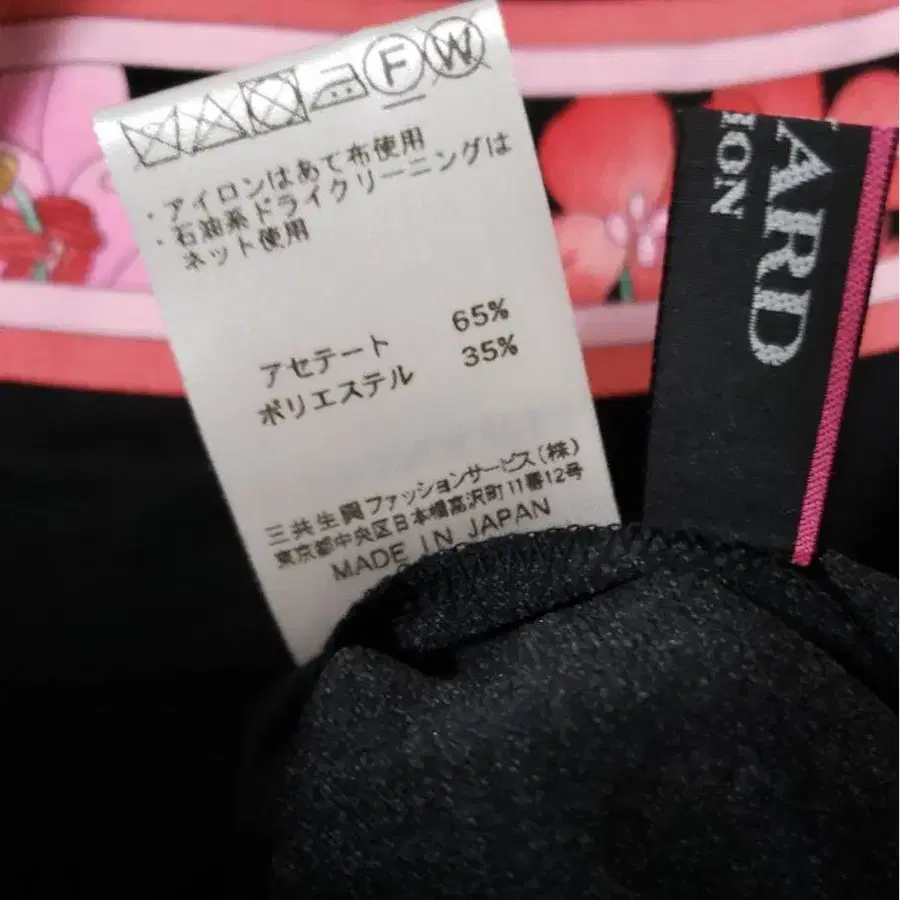 F W
・アイロンはあて布使用
・石油系ドライクリーニングは
ネット使用
アセテート 65%
ポリエステル 35%
三共生興ファッションサービス(株)
東京都中央区日本橋富沢町11番12号
MADE IN JAPAN
ARD
ION